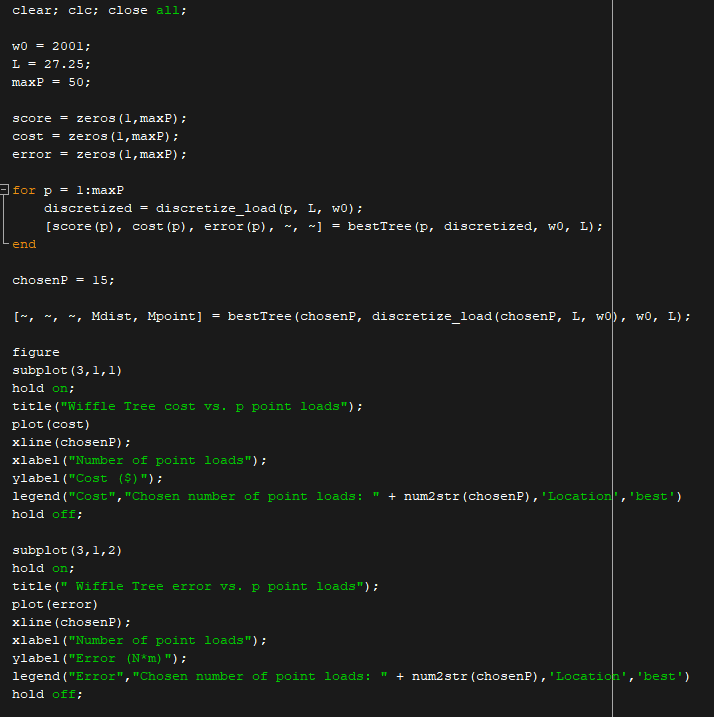 clear; clc; close all;
w0 = 2001;
L = 27.25;
maxP = 50;
score = zeros(1,maxP);
cost = zeros(1,maxP);
error = zeros(1,maxP);
for p = 1:maxP
    discretized = discretize_load(p, L, w0);
    [score(p), cost(p), error(p), ~, ~] = bestTree(p, discretized, w0, L);
end
chosenP = 15;
[~, ~, ~, Mdist, Mpoint] = bestTree(chosenP, discretize_load(chosenP, L, w0), w0, L);
figure
subplot(3,1,1)
hold on;
title("Wiffle Tree cost vs. p point loads");
plot(cost)
xline(chosenP);
xlabel("Number of point loads");
ylabel("Cost ($)");
legend("Cost","Chosen number of point loads: " + num2str(chosenP),'Location','best')
hold off;
subplot(3,1,2)
hold on;
title(" Wiffle Tree error vs. p point loads");
plot(error)
xline(chosenP);
xlabel("Number of point loads");
ylabel("Error (N*m)");
legend("Error","Chosen number of point loads: " + num2str(chosenP),'Location','best')
hold off;